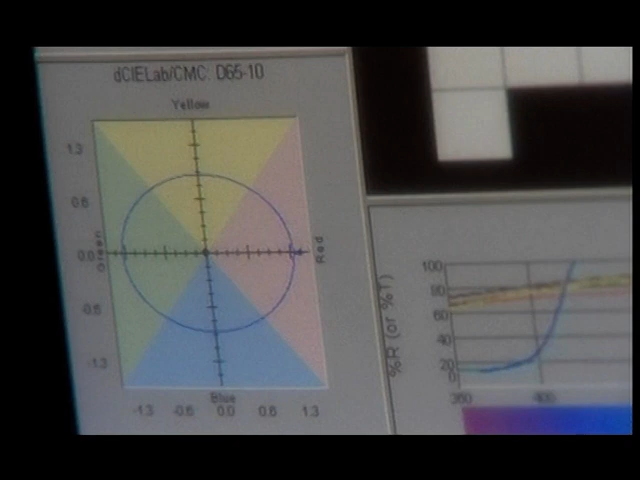 dCIELab/CMC: D65-10
Yellow
1.3
0.6
0.0
-0.6
-1.3
Green
Red
Blue
-1.3 -0.6 0.0 0.6 1.3
%R (or %T)
100
80
60
40
20
0
360 400